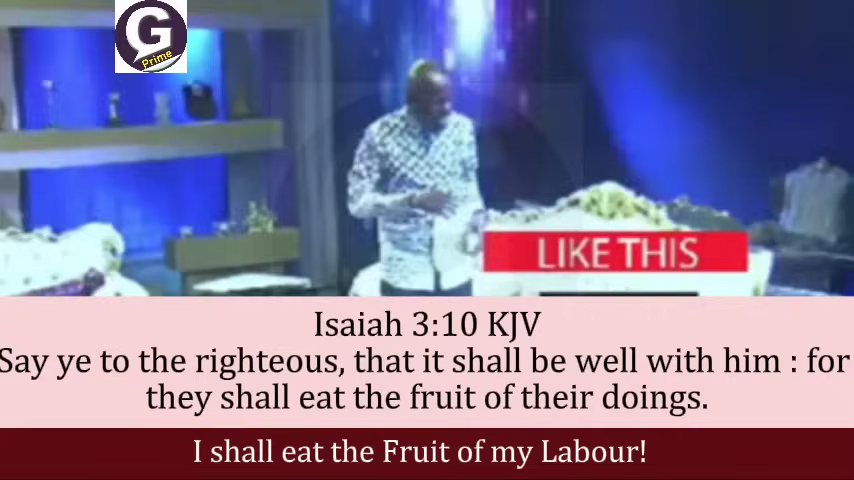 G
Prime
LIKE THIS
Isaiah 3:10 KJV
Say ye to the righteous, that it shall be well with him : for
they shall eat the fruit of their doings.
I shall eat the Fruit of my Labour!